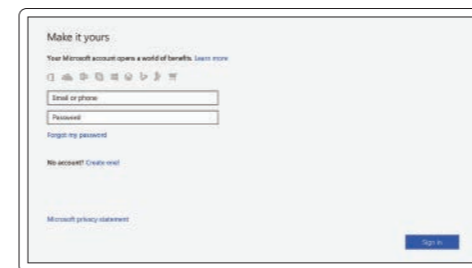 Make it yours
Your Microsoft account opens a world of benefits. Learn more
Email or phone
Password
Forgot my password
No account? Create one!
Microsoft privacy statement
Sign in